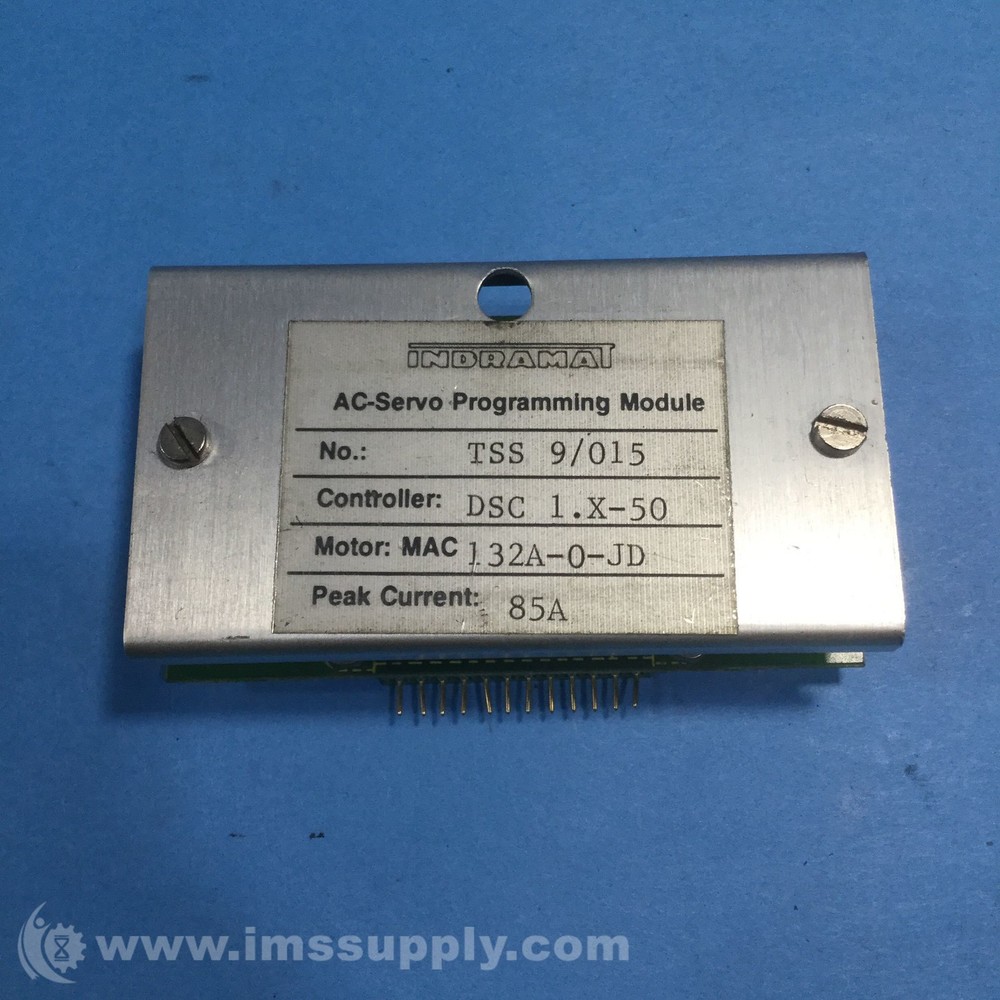 INDRAMAT
AC-Servo Programming Module
No.: TSS 9/015
Controller: DSC 1.X-50
Motor: MAC 132A-0-JD
Peak Current: 85A
www.imssupply.com